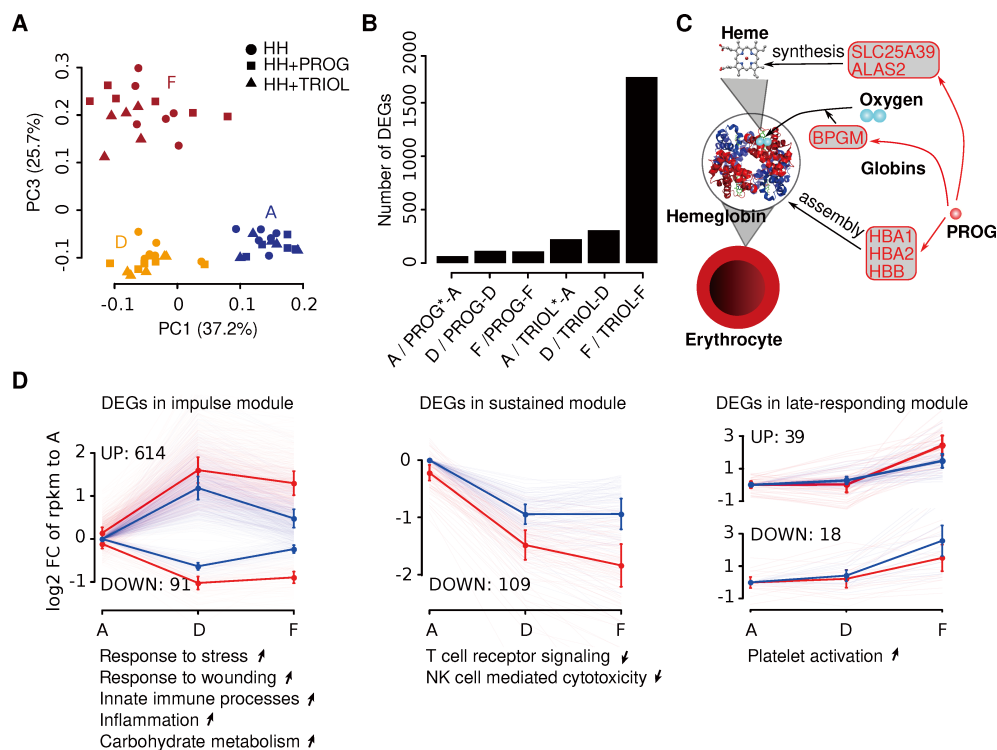 A
HH
HH+PROG
HH+TRIOL
F
A
D
PC3 (25.7%)
0.3
0.2
0.1
0
-0.1
-0.1
0
0.1
0.2
PC1 (37.2%)
B
Number of DEGs
0
500
1000
1500
2000
A / PROG*-A
D / PROG-D
F /PROG-F
A / TRIOL*-A
D / TRIOL-D
F / TRIOL-F
C
Heme
synthesis
SLC25A39
ALAS2
Oxygen
BPGM
Globins
Hemeglobin
assembly
PROG
HBA1
HBA2
HBB
Erythrocyte
D
DEGs in impulse module
log2 FC of rpkm to A
UP: 614
2
1
0
-1
DOWN: 91
A
D
F
Response to stress
Response to wounding
Innate immune processes
Inflammation
Carbohydrate metabolism
DEGs in sustained module
0
-1
-2
DOWN: 109
A
D
F
T cell receptor signaling
NK cell mediated cytotoxicity
DEGs in late-responding module
UP: 39
3
1
-1
DOWN: 18
3
1
-1
A
D
F
Platelet activation